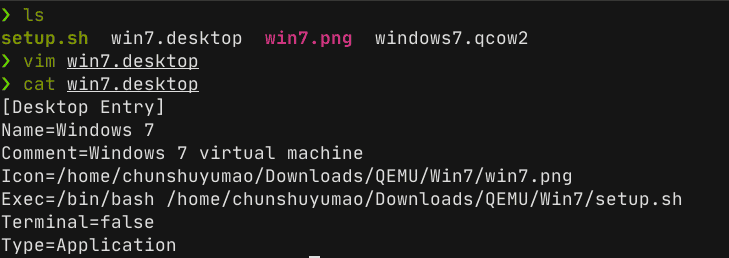 ❯ ls
setup.sh  win7.desktop  win7.png  windows7.qcow2
❯ vim win7.desktop
❯ cat win7.desktop
[Desktop Entry]
Name=Windows 7
Comment=Windows 7 virtual machine
Icon=/home/chunshuyumao/Downloads/QEMU/Win7/win7.png
Exec=/bin/bash /home/chunshuyumao/Downloads/QEMU/Win7/setup.sh
Terminal=false
Type=Application